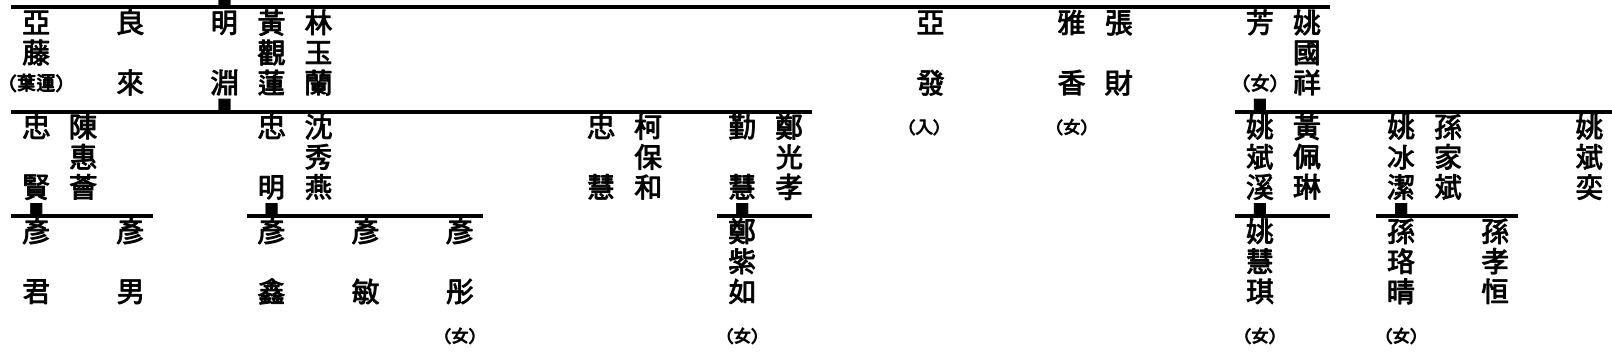 亞藤
(葉運)
良來
明淵
黃觀蓮
林玉蘭
亞發
(入)
雅香
(女)
張財
芳
(女)
姚國祥
忠賢
陳惠薈
忠明
沈秀燕
忠慧
柯保和
勤慧
鄭光孝
姚斌溪
黃佩琳
姚冰潔
孫家斌
姚斌奕
彥君
彥男
彥鑫
彥敏
彥彤
(女)
鄭紫如
(女)
姚慧琪
(女)
孫珞晴
(女)
孫孝恒